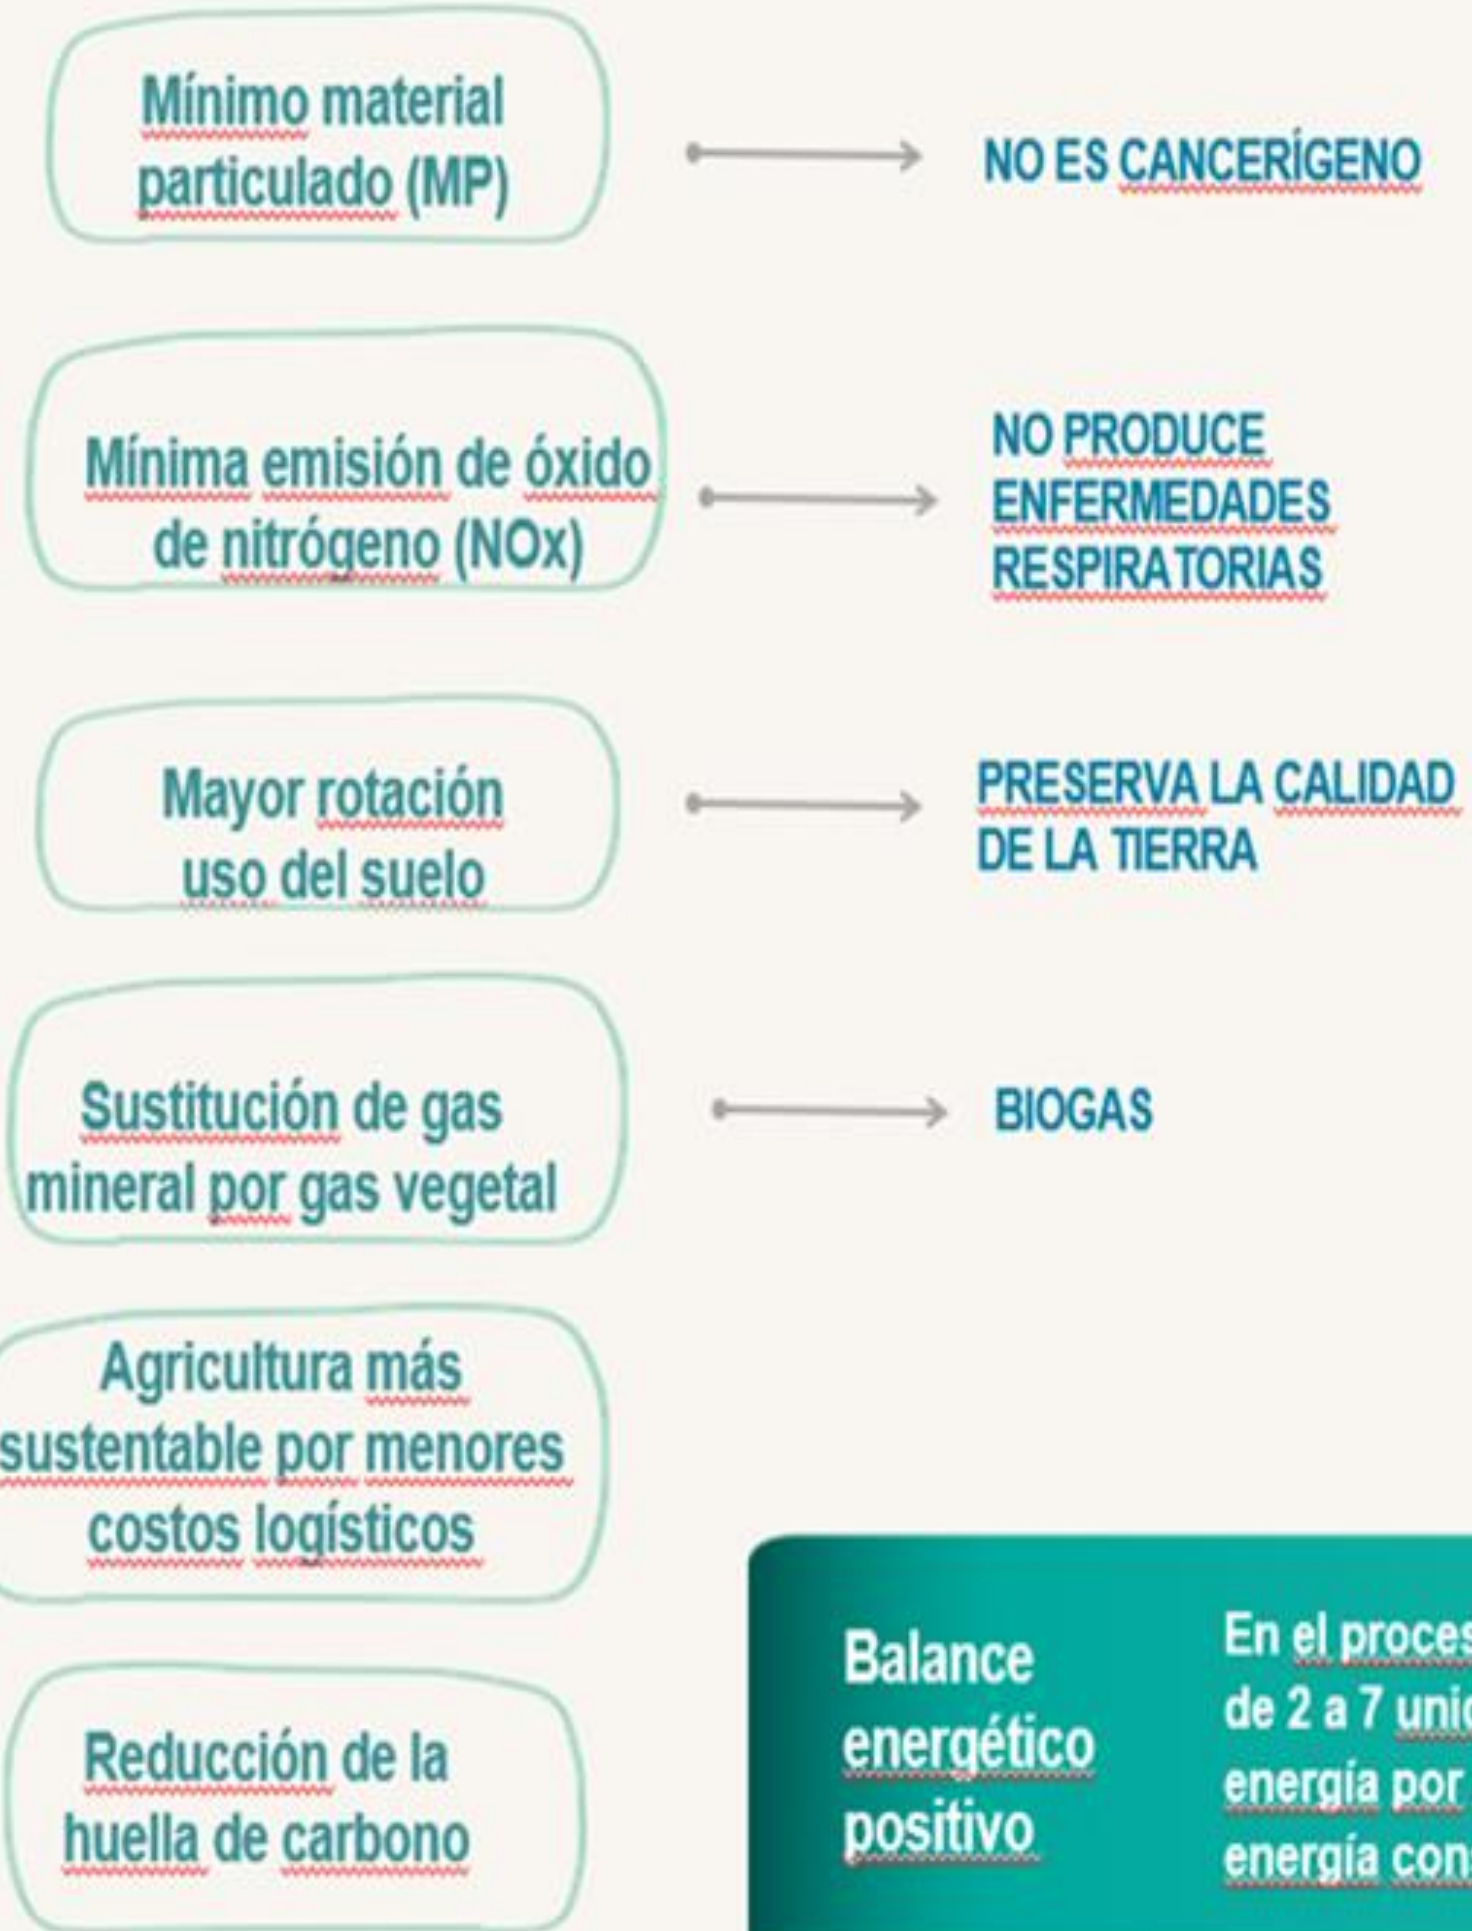 Mínimo material
particulado (MP)
NO ES CANCERÍGENO
Mínima emisión de óxido
de nitrógeno (NOx)
NO PRODUCE
ENFERMEDADES
RESPIRATORIAS
Mayor rotación
uso del suelo
PRESERVA LA CALIDAD
DE LA TIERRA
Sustitución de gas
mineral por gas vegetal
BIOGAS
Agricultura más
sustentable por menores
costos logísticos
Reducción de la
huella de carbono
Balance
energético
positivo
En el
de 2 a 7
energía por
energía